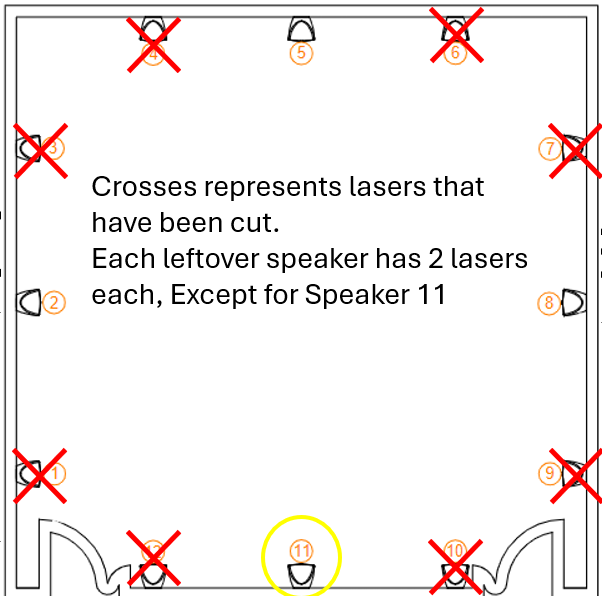 4 5 6
3 7
Crosses represents lasers that
have been cut.
Each leftover speaker has 2 lasers
each, Except for Speaker 11
2 8
1 9
12 11 10